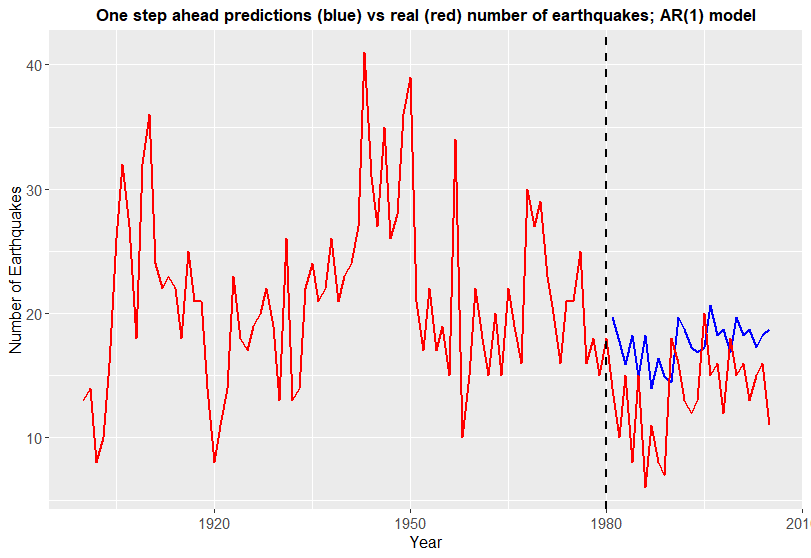 One step ahead predictions (blue) vs real (red) number of earthquakes; AR(1) model
Number of Earthquakes
40
30
20
10
1920
1950
1980
201
Year